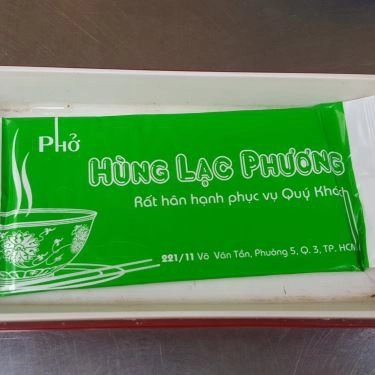 Phở
Hùng Lạc Phương
Rất hân hạnh phục vụ Quý Khách
221/11 Võ Văn Tần, Phường 5, Q. 3, TP. HCM